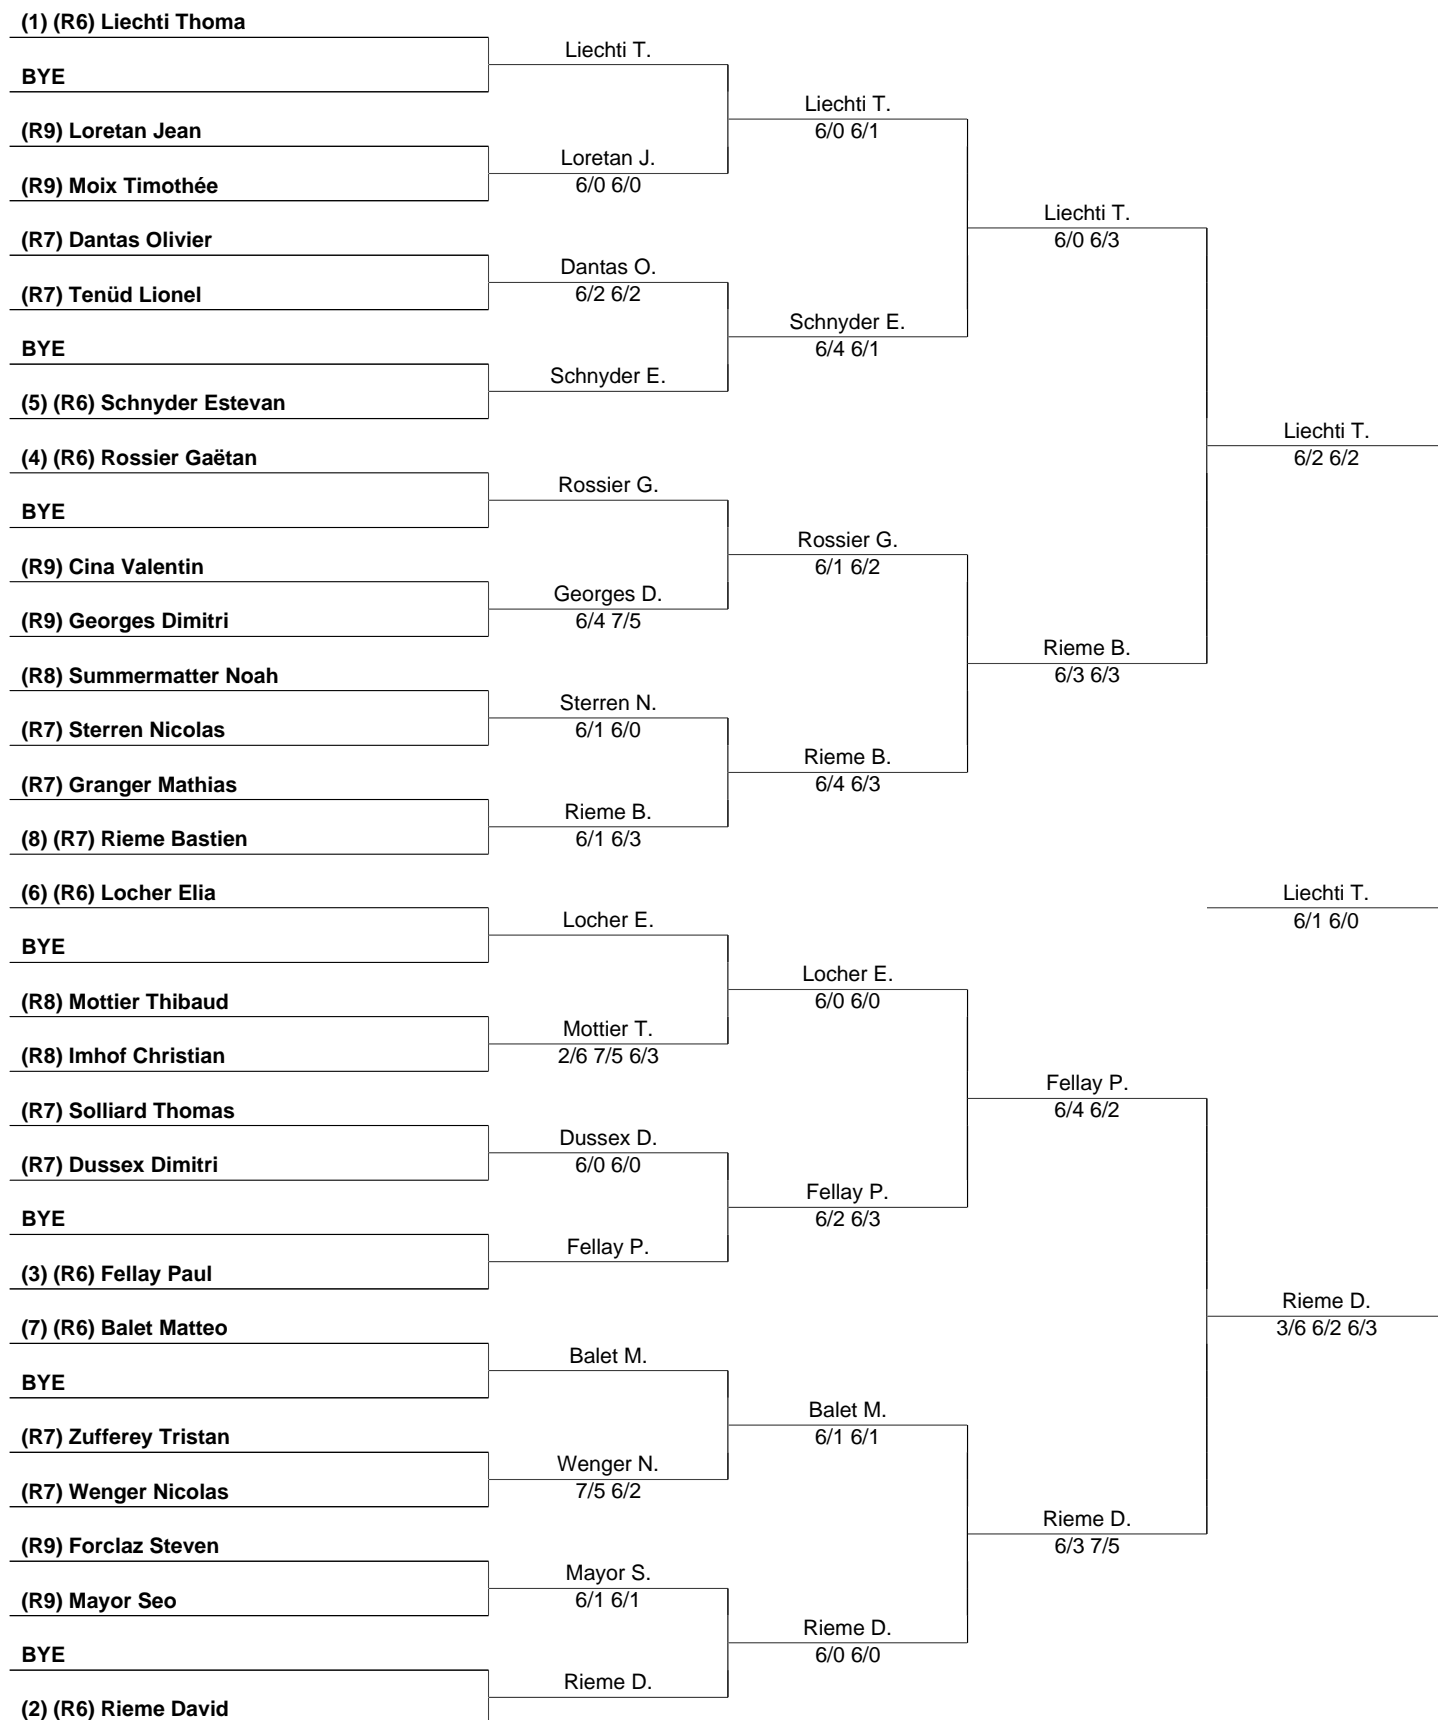 (1) (R6) Liechti Thoma
Liechti T.
BYE
Liechti T.
6/0 6/1
(R9) Loretan Jean
Loretan J.
6/0 6/0
(R9) Moix Timothée
Liechti T.
6/0 6/3
(R7) Dantas Olivier
Dantas O.
6/2 6/2
(R7) Tenüd Lionel
Schnyder E.
6/4 6/1
BYE
Schnyder E.
(5) (R6) Schnyder Estevan
Liechti T.
6/2 6/2
(4) (R6) Rossier Gaëtan
Rossier G.
BYE
Rossier G.
6/1 6/2
(R9) Cina Valentin
Georges D.
6/4 7/5
(R9) Georges Dimitri
Rieme B.
6/3 6/3
(R8) Summermatter Noah
Sterren N.
6/1 6/0
(R7) Sterren Nicolas
Rieme B.
6/4 6/3
(R7) Granger Mathias
Rieme B.
6/1 6/3
(8) (R7) Rieme Bastien
(6) (R6) Locher Elia
Liechti T.
6/1 6/0
Locher E.
BYE
Locher E.
6/0 6/0
(R8) Mottier Thibaud
Mottier T.
2/6 7/5 6/3
(R8) Imhof Christian
Fellay P.
6/4 6/2
(R7) Solliard Thomas
Dussex D.
6/0 6/0
(R7) Dussex Dimitri
Fellay P.
6/2 6/3
BYE
Fellay P.
(3) (R6) Fellay Paul
Rieme D.
3/6 6/2 6/3
(7) (R6) Balet Matteo
Balet M.
BYE
Balet M.
6/1 6/1
(R7) Zufferey Tristan
Wenger N.
7/5 6/2
(R7) Wenger Nicolas
Rieme D.
6/3 7/5
(R9) Forclaz Steven
Mayor S.
6/1 6/1
(R9) Mayor Seo
Rieme D.
6/0 6/0
BYE
Rieme D.
(2) (R6) Rieme David